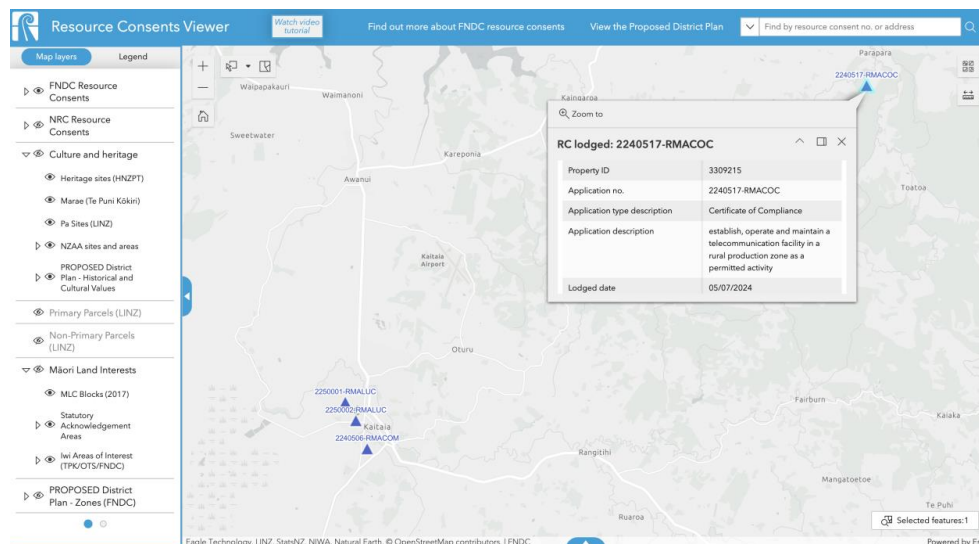 Resource Consents Viewer
Watch video
tutorial
Find out more about FNDC resource consents
View the Proposed District Plan
Find by resource consent no. or address
Map layers
Legend
FNDC Resource
Consents
NRC Resource
Consents
Culture and heritage
Heritage sites (HNZPT)
Marae (Te Puni Kōkiri)
Pa Sites (LINZ)
NZAA sites and areas
PROPOSED District
Plan - Historical and
Cultural Values
Primary Parcels (LINZ)
Non-Primary Parcels
(LINZ)
Māori Land Interests
MLC Blocks (2017)
Statutory
Acknowledgement
Areas
Iwi Areas of Interest
(TPK/OTS/FNDC)
PROPOSED District
Plan - Zones (FNDC)
Parapara
2240517-RMACOC
Waipapakauri
Waimanoni
Kaingaroa
Sweetwater
Kareponia
Awanui
Toatoa
Kaitaia
Airport
Zoom to
RC lodged: 2240517-RMACOC
Property ID 3309215
Application no. 2240517-RMACOC
Application type description Certificate of Compliance
Application description establish, operate and maintain a
telecommunication facility in a
rural production zone as a
permitted activity
Lodged date 05/07/2024
Oturu
2250001-RMALUC
2250002-RMALUC
Kaitaia
2240506-RMACOM
Fairburn
Kaiaka
Rangitihi
Mangatoetoe
Te Puhi
Ruaroa
Selected features:1
Eagle Technology, LINZ, StatsNZ, NIWA, Natural Earth, © OpenStreetMap contributors. | FNDC
Powered by Es